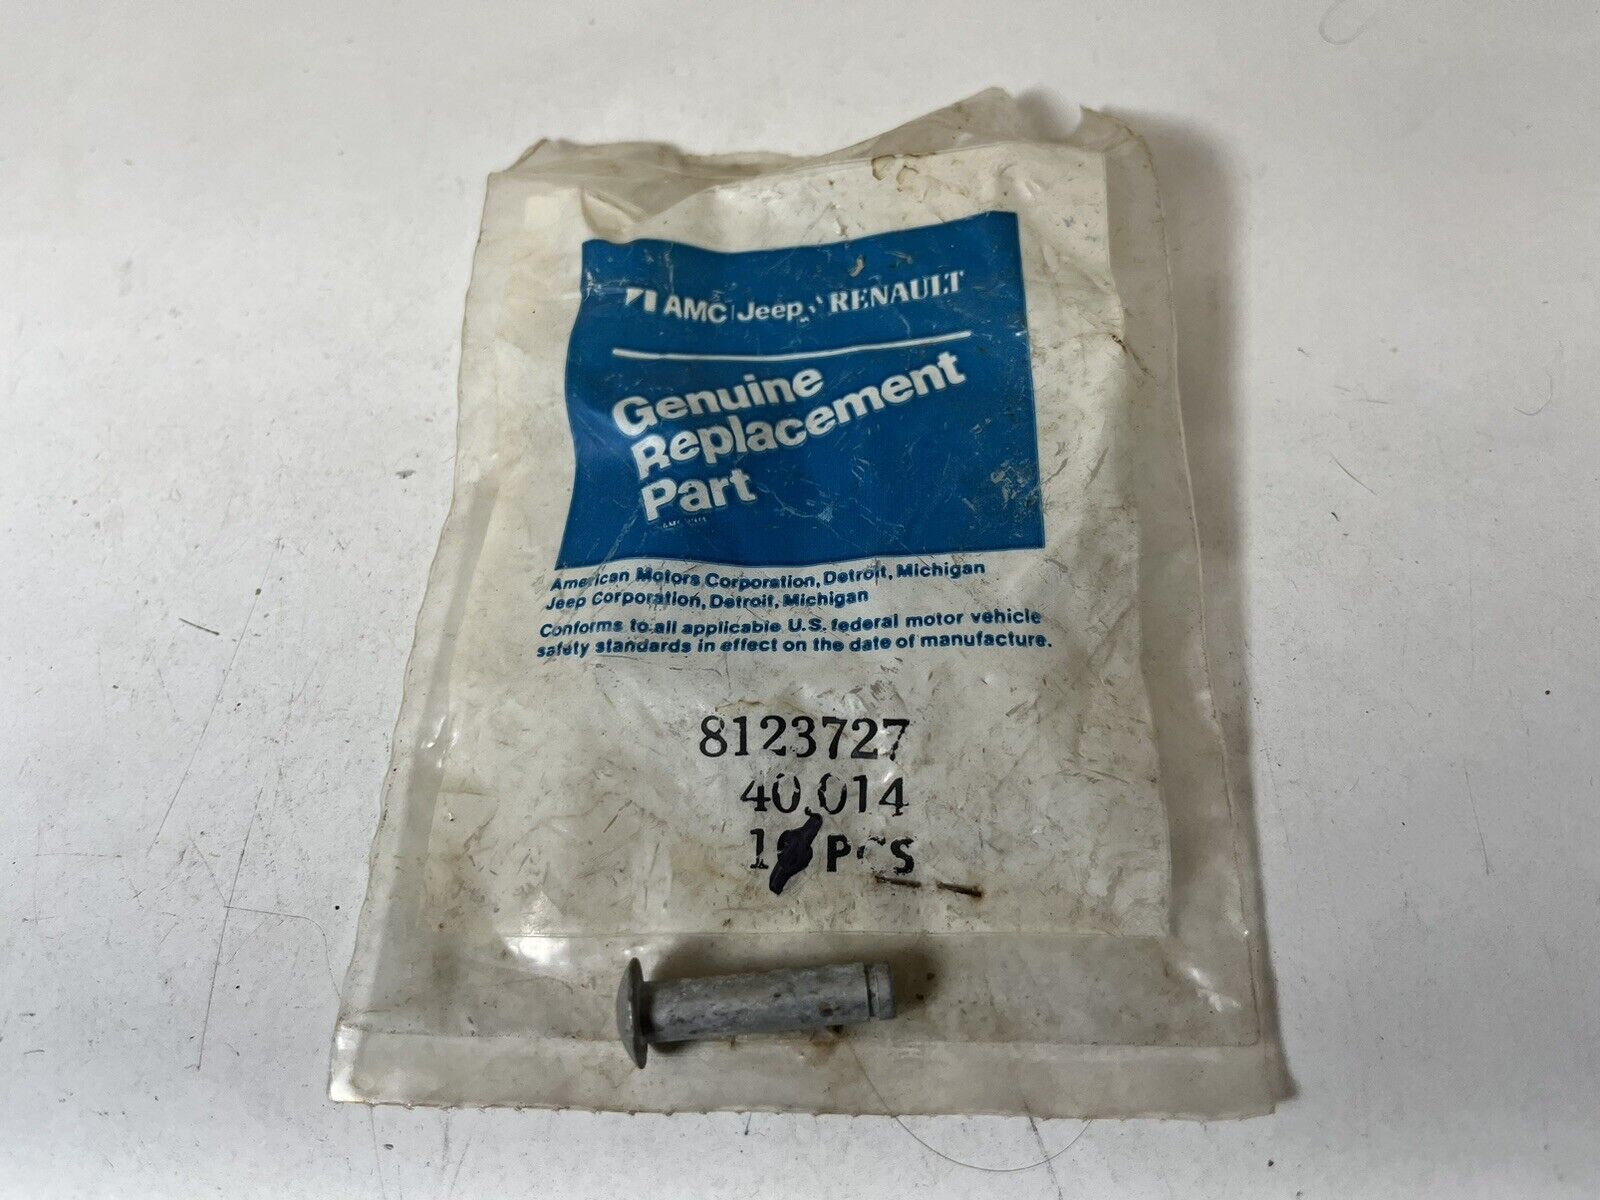 AMC Jeep RENAULT
Genuine
Replacement
Part
American Motors Corporation, Detroit, Michigan
Jeep Corporation, Detroit, Michigan
Conforms to all applicable U.S. federal motor vehicle
safety standards in effect on the date of manufacture.
8123727
40.014
1 PCS